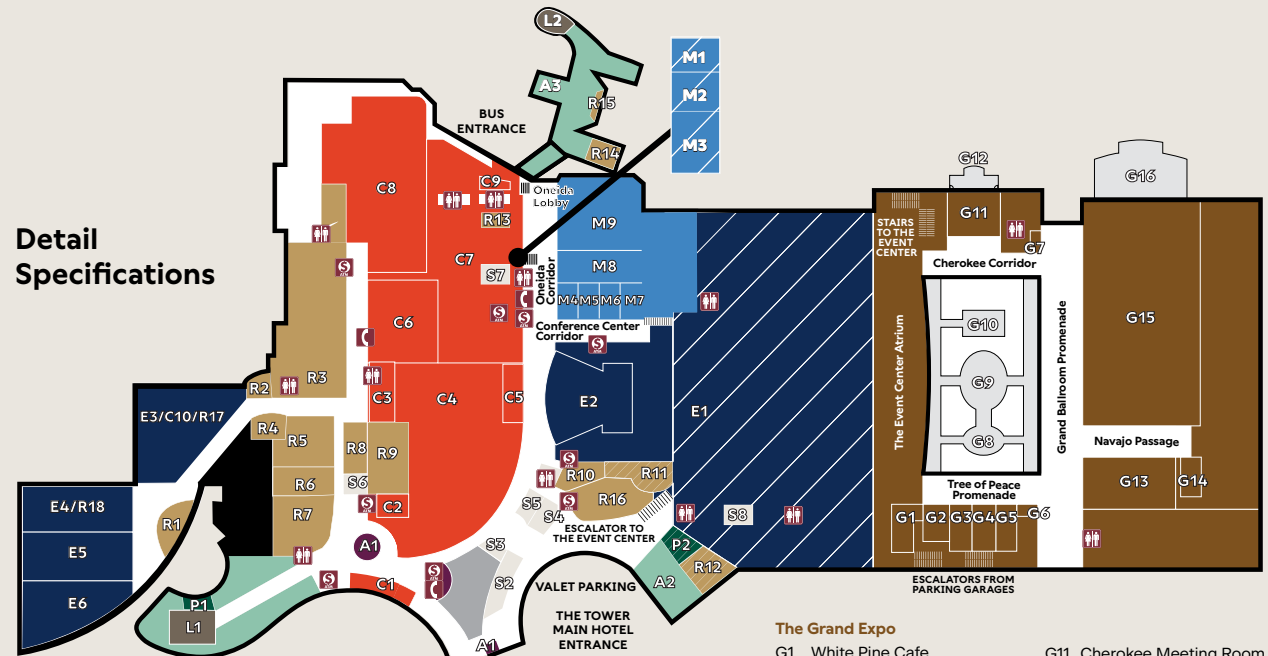 L2
M1
A3
M2
R15
BUS
ENTRANCE
M3
R14
G12
G16
C8
C9
Oneida
Lobby
R13
M9
G11
STAIRS
TO THE
EVENT
CENTER
G7
Detail
Specifications
C7
S7
Oneida
Corridor
M8
Cherokee Corridor
M4 M5 M6 M7
C6
Conference Center
Corridor
G10
G15
The Event Center Atrium
Grand Ballroom Promenade
R2
R3
C3
C4
C5
E2
E1
G9
E3/C10/R17
R4
R5
R8
R9
G8
Navajo Passage
R6
S6
R10
R11
G13
G14
Tree of Peace
Promenade
E4/R18
R7
C2
R16
S5
S4
S8
G1 G2 G3 G4 G5 G6
R1
ESCALATOR TO
THE EVENT CENTER
E5
A1
S3
P2
R12
E6
C1
S2
A2
VALET PARKING
ESCALATORS FROM
PARKING GARAGES
P1
L1
THE TOWER
MAIN HOTEL
ENTRANCE
A1
The Grand Expo
G1 White Pine Cafe
G11 Cherokee Meeting Room